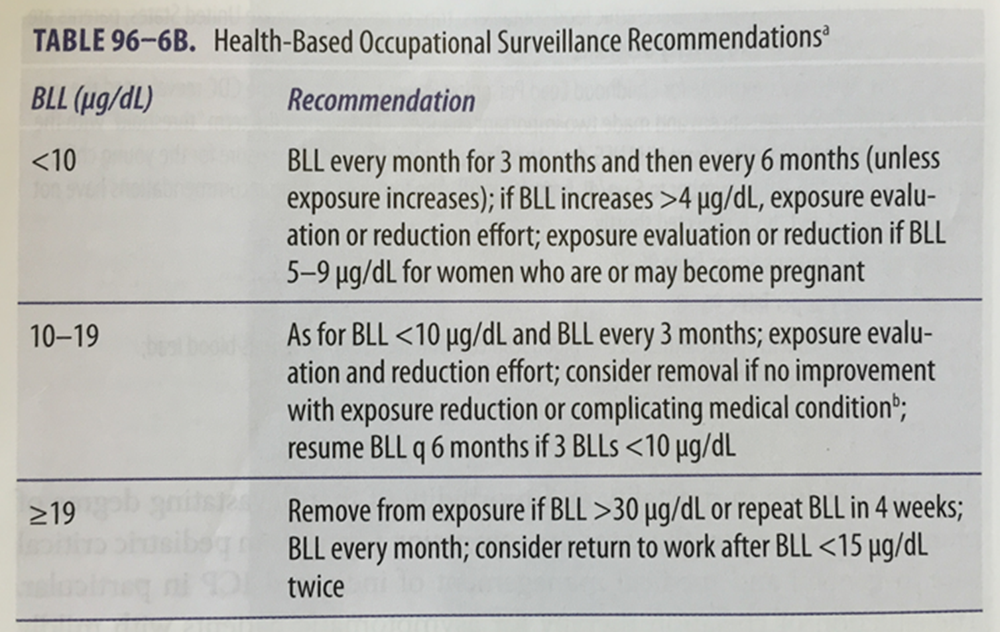 TABLE 96–6B. Health-Based Occupational Surveillance Recommendationsᵃ
BLL (µg/dL) Recommendation
<10 BLL every month for 3 months and then every 6 months (unless
exposure increases); if BLL increases >4 µg/dL, exposure evalu-
ation or reduction effort; exposure evaluation or reduction if BLL
5–9 µg/dL for women who are or may become pregnant
10–19 As for BLL <10 µg/dL and BLL every 3 months; exposure evalu-
ation and reduction effort; consider removal if no improvement
with exposure reduction or complicating medical conditionᵇ;
resume BLL q 6 months if 3 BLLs <10 µg/dL
≥19 Remove from exposure if BLL >30 µg/dL or repeat BLL in 4 weeks;
BLL every month; consider return to work after BLL <15 µg/dL
twice